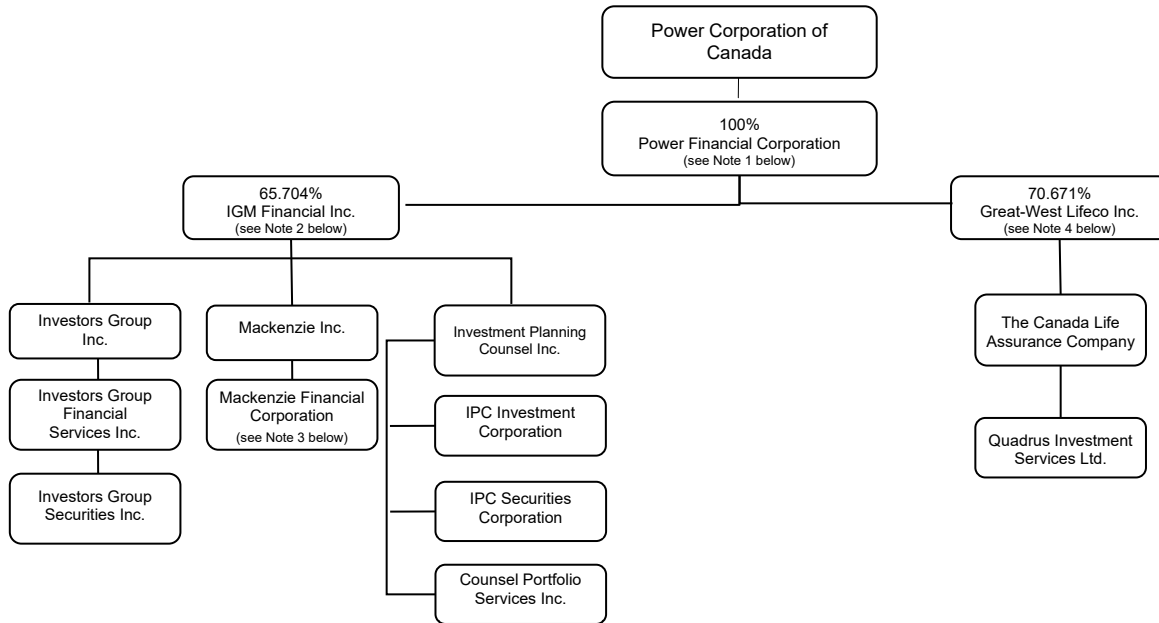 Power Corporation of
Canada
100%
Power Financial Corporation
(see Note 1 below)
65.704%
IGM Financial Inc.
(see Note 2 below)
70.671%
Great-West Lifeco Inc.
(see Note 4 below)
Investors Group
Inc.
Mackenzie Inc.
Investment Planning
Counsel Inc.
The Canada Life
Assurance Company
Investors Group
Financial
Services Inc.
Mackenzie Financial
Corporation
(see Note 3 below)
IPC Investment
Corporation
Quadrus Investment
Services Ltd.
Investors Group
Securities Inc.
IPC Securities
Corporation
Counsel Portfolio
Services Inc.